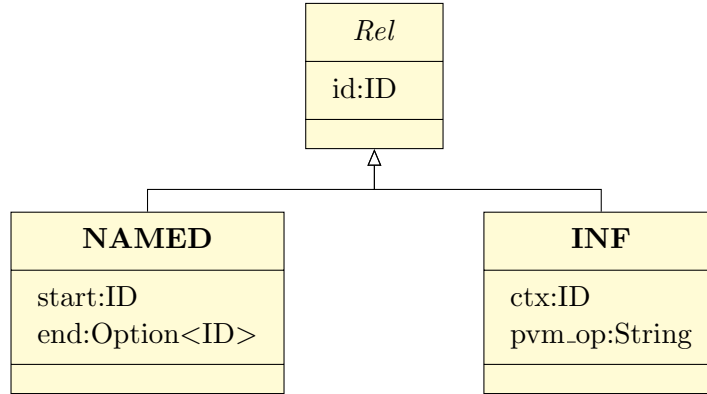 Rel
id:ID
NAMED
start:ID
end:Option<ID>
INF
ctx:ID
pvm_op:String